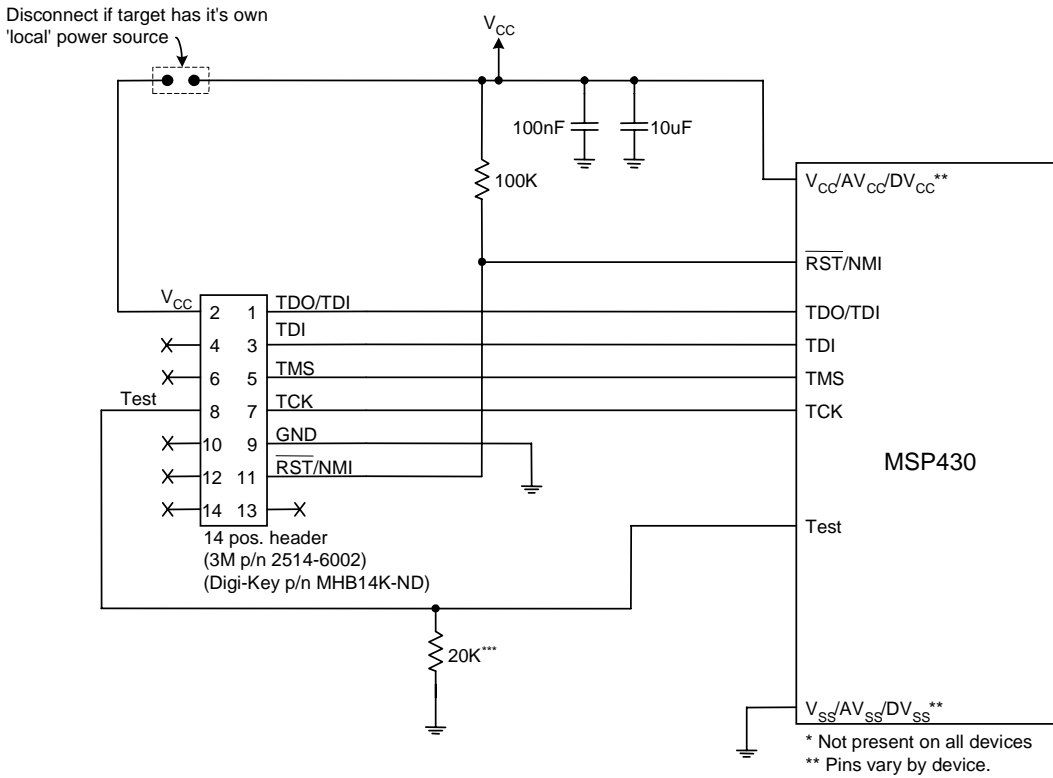 Disconnect if target has it's own
'local' power source
VCC
100nF
10uF
100K
VCC/AVCC/DVCC**
RST/NMI
VCC
2 1 TDO/TDI
TDO/TDI
4 3 TDI
TDI
6 5 TMS
TMS
Test
8 7 TCK
TCK
10 9 GND
12 11 RST/NMI
MSP430
14 13
14 pos. header
(3M p/n 2514-6002)
(Digi-Key p/n MHB14K-ND)
Test
20K***
VSS/AVSS/DVSS**
* Not present on all devices
** Pins vary by device.